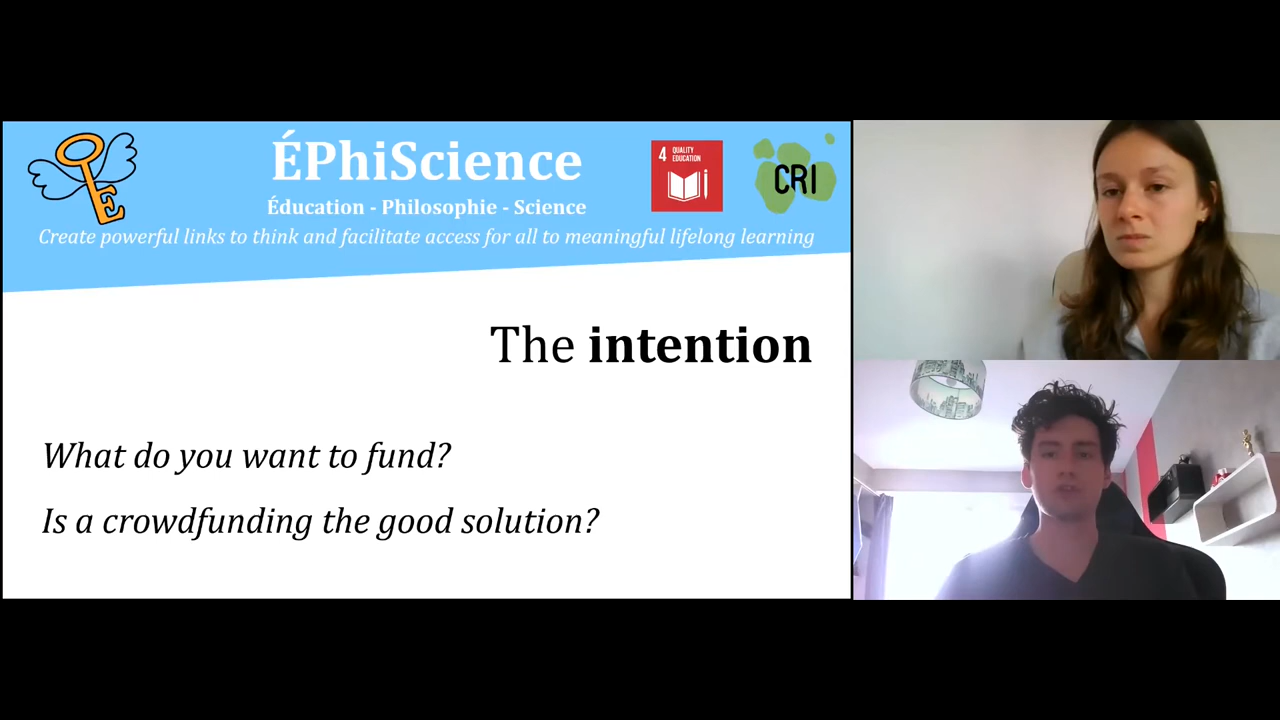 ÉPhiScience
Éducation - Philosophie - Science
Create powerful links to think and facilitate access for all to meaningful lifelong learning
4 QUALITY
EDUCATION
CRI
E
The intention
What do you want to fund?
Is a crowdfunding the good solution?